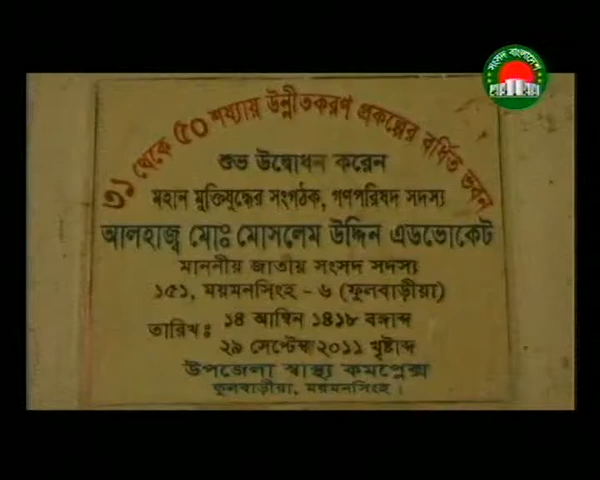 সংসদ বাংলাদেশ
৩১ থেকে ৫০ শয্যায় উন্নীতকরণ প্রকল্পের বর্ধিত ভবন
শুভ উদ্বোধন করেন
মহান মুক্তিযুদ্ধের সংগঠক, গণপরিষদ সদস্য
আলহাজ্ব মোঃ মোসলেম উদ্দিন এডভোকেট
মাননীয় জাতীয় সংসদ সদস্য
১৫১, ময়মনসিংহ - ৬ (ফুলবাড়ীয়া)
তারিখঃ ১৪ আশ্বিন ১৪১৮ বঙ্গাব্দ
২৯ সেপ্টেম্বর ২০১১ খৃষ্টাব্দ
উপজেলা স্বাস্থ্য কমপ্লেক্স
ফুলবাড়ীয়া, ময়মনসিংহ।